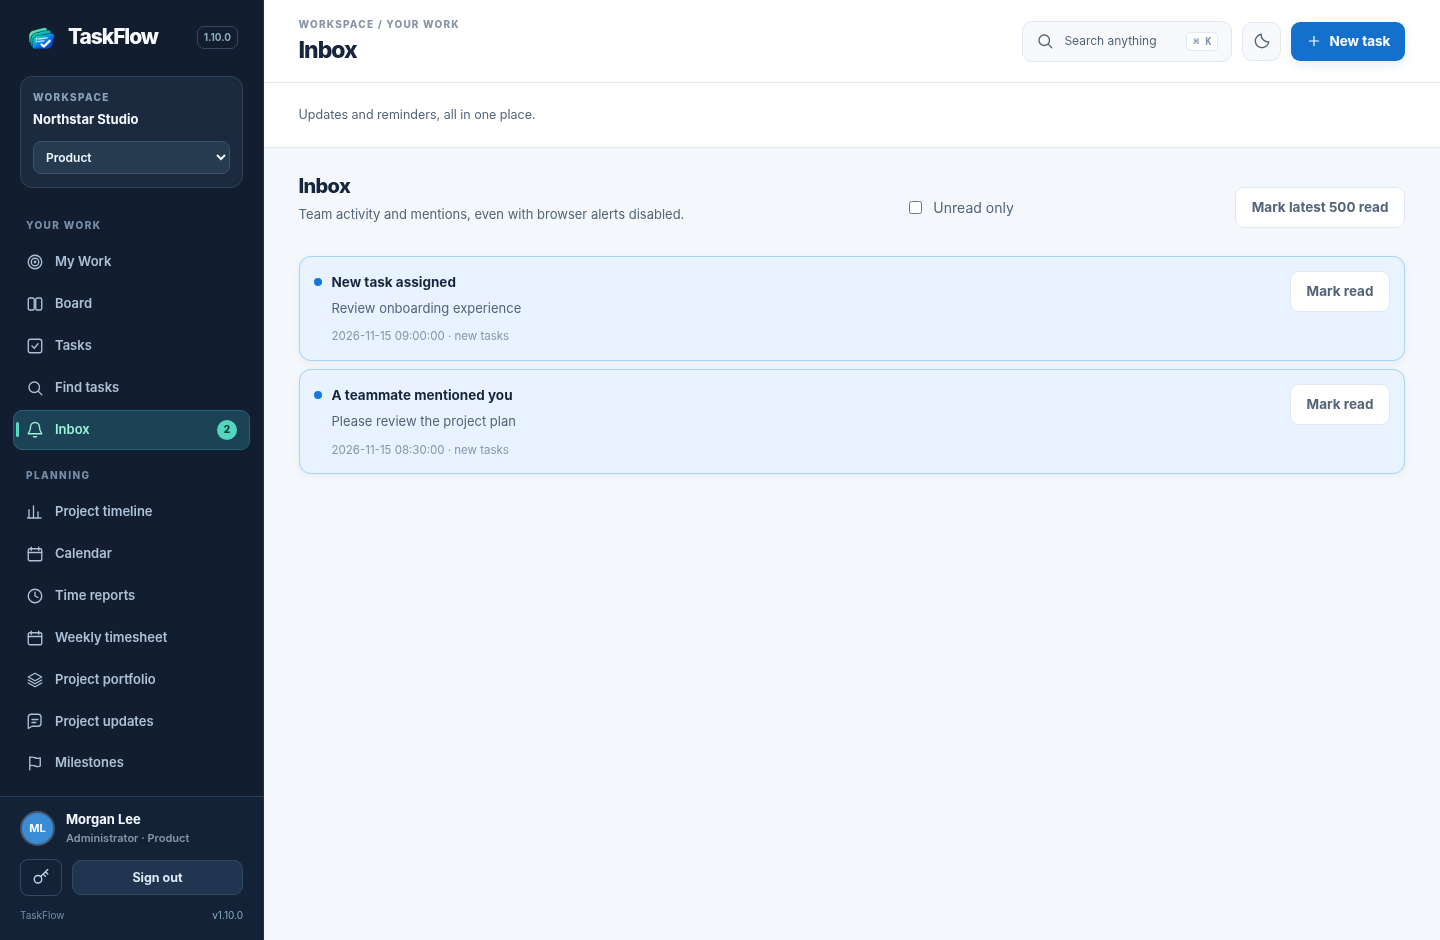 TaskFlow
1.10.0
WORKSPACE
Northstar Studio
Product
YOUR WORK
My Work
Board
Tasks
Find tasks
Inbox
2
PLANNING
Project timeline
Calendar
Time reports
Weekly timesheet
Project portfolio
Project updates
Milestones
ML
Morgan Lee
Administrator · Product
Sign out
TaskFlow
v1.10.0
WORKSPACE / YOUR WORK
Inbox
Search anything
⌘ K
New task
Updates and reminders, all in one place.
Inbox
Team activity and mentions, even with browser alerts disabled.
Unread only
Mark latest 500 read
New task assigned
Review onboarding experience
2026-11-15 09:00:00 · new tasks
Mark read
A teammate mentioned you
Please review the project plan
2026-11-15 08:30:00 · new tasks
Mark read